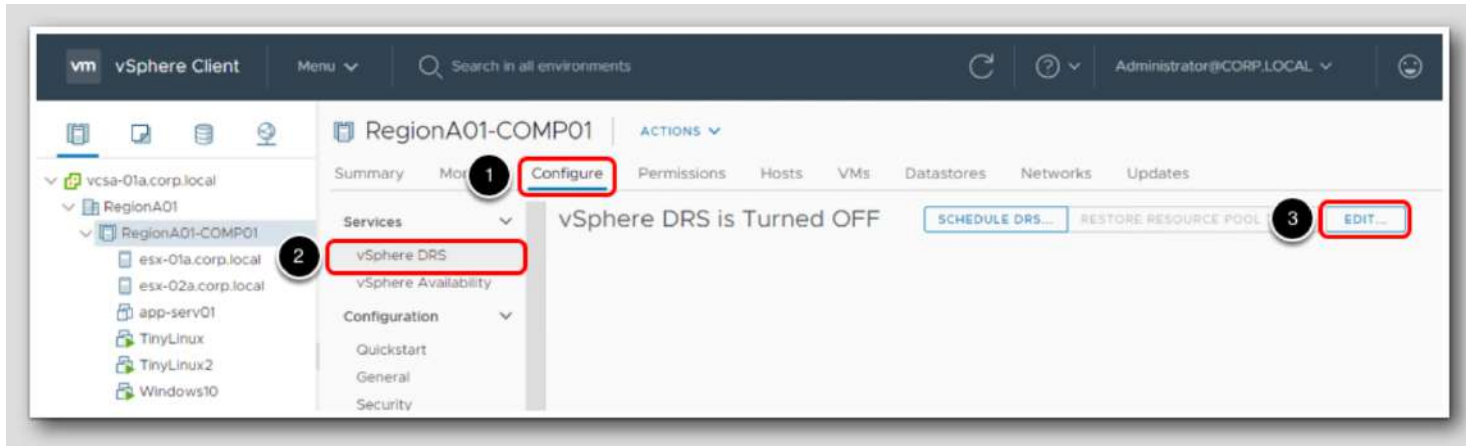 vm vSphere Client Menu Search in all environments Administrator@CORP.LOCAL
RegionA01-COMP01 ACTIONS
Summary Mo 1 Configure Permissions Hosts VMs Datastores Networks Updates
vcsa-01a.corp.local
RegionA01
RegionA01-COMP01
esx-01a.corp.local
esx-02a.corp.local
app-serv01
TinyLinux
TinyLinux2
Windows10
Services
2 vSphere DRS
vSphere Availability
Configuration
Quickstart
General
Security
vSphere DRS is Turned OFF SCHEDULE DRS... RESTORE RESOURCE POOL 3 EDIT...